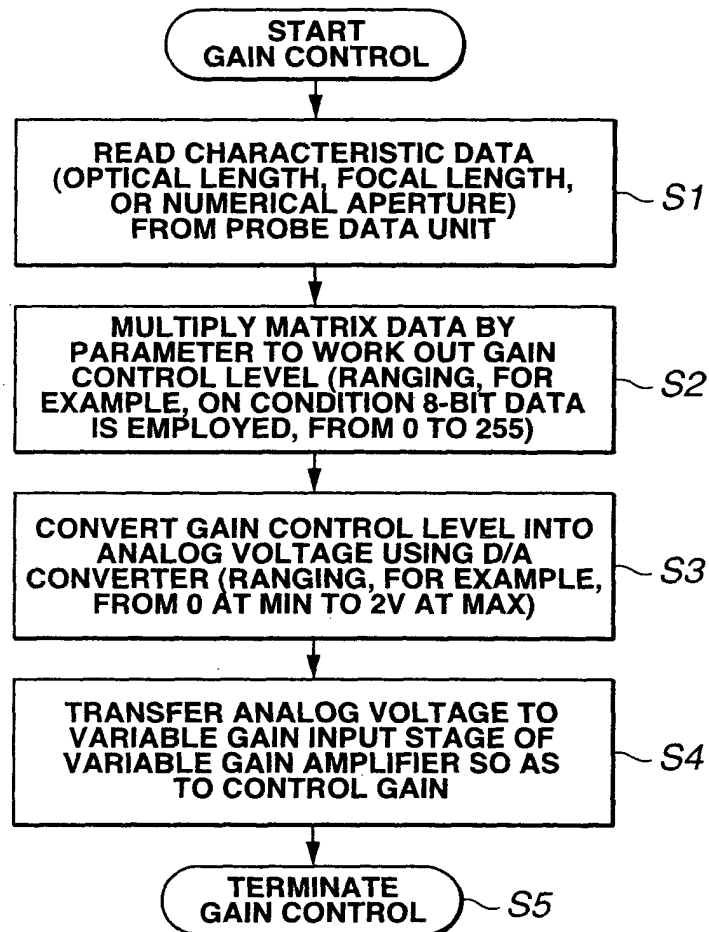 START
GAIN CONTROL
READ CHARACTERISTIC DATA
(OPTICAL LENGTH, FOCAL LENGTH,
OR NUMERICAL APERTURE)
FROM PROBE DATA UNIT
S1
MULTIPLY MATRIX DATA BY
PARAMETER TO WORK OUT GAIN
CONTROL LEVEL (RANGING, FOR
EXAMPLE, ON CONDITION 8-BIT DATA
IS EMPLOYED, FROM 0 TO 255)
S2
CONVERT GAIN CONTROL LEVEL INTO
ANALOG VOLTAGE USING D/A
CONVERTER (RANGING, FOR EXAMPLE,
FROM 0 AT MIN TO 2V AT MAX)
S3
TRANSFER ANALOG VOLTAGE TO
VARIABLE GAIN INPUT STAGE OF
VARIABLE GAIN AMPLIFIER SO AS
TO CONTROL GAIN
S4
TERMINATE
GAIN CONTROL
S5